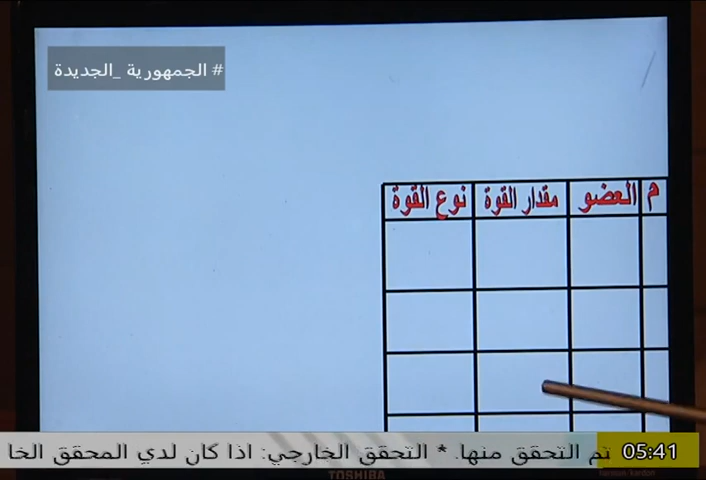 # الجمهورية _الجديدة
م العضو مقدار القوة نوع القوة
05:41 تم التحقق منها. * التحقق الخارجي: اذا كان لدي المحقق الخا
TOSHIBA